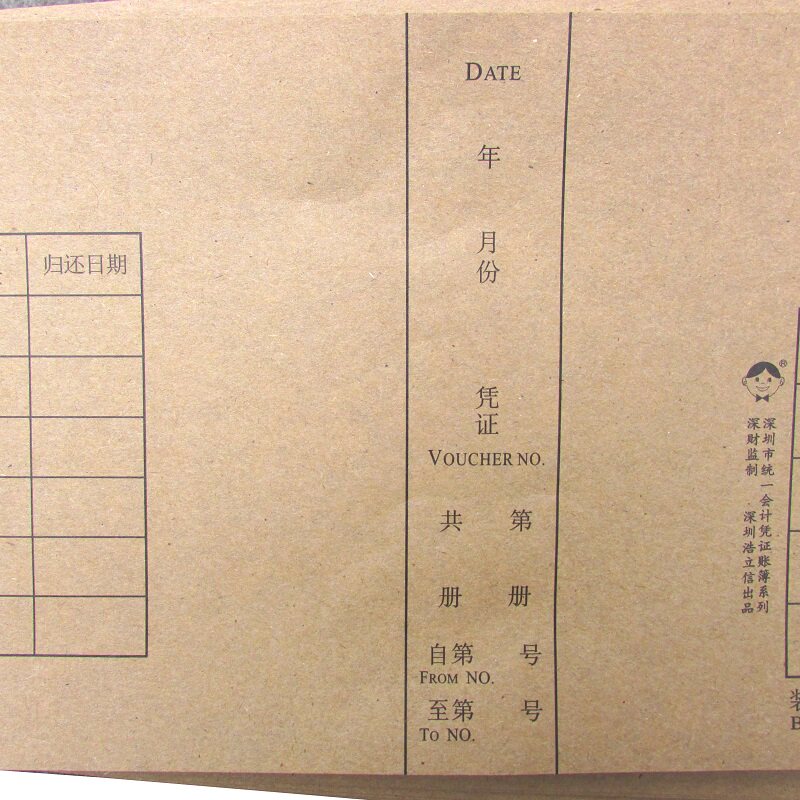 归还日期
DATE
年
月
份
凭
证
VOUCHER NO.
共 第
册 册
自第 号
FROM NO.
至第 号
TO NO.
®
深圳市统一会计凭证账簿系列
深财监制 深圳浩立信出品
装
B